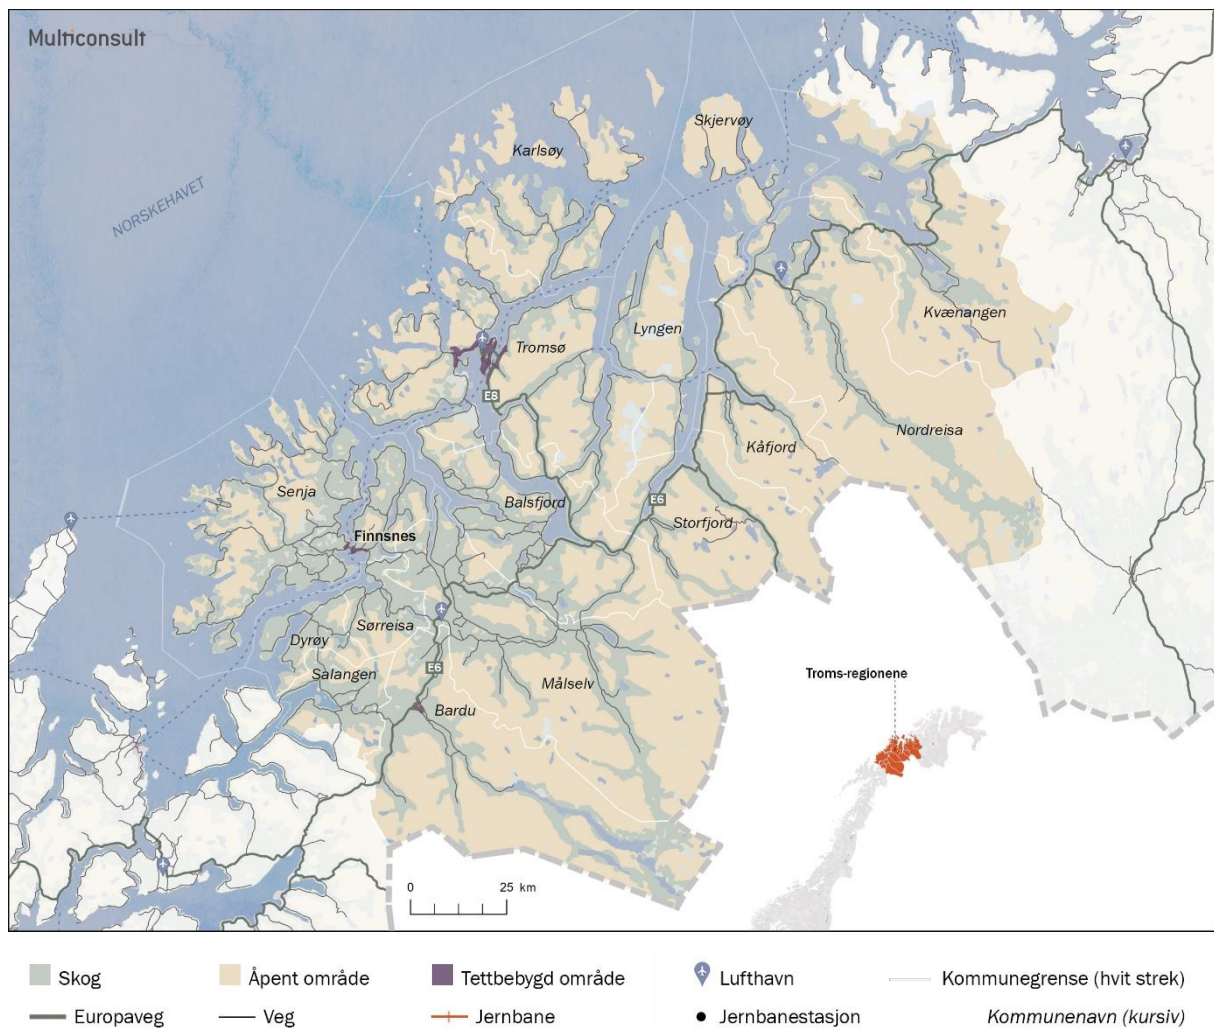 Multiconsult
NORSKEHAVET
Karlsøy
Skjervøy
Lyngen
Kvænangen
Tromsø
E8
Nordreisa
Kåfjord
Senja
Balsfjord
E6
Storfjord
Finnsnes
Sørreisa
Dyrøy
Salangen
E6
Målselv
Bardu
Troms-regionene
0 25 km
Skog Åpent område Tettbebygd område Lufthavn Kommunegrense (hvit strek)
Europaveg Veg Jernbane Jernbanestasjon Kommunenavn (kursiv)